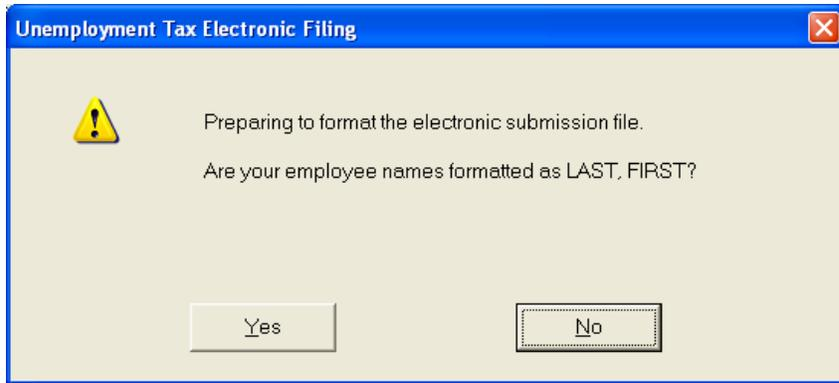 Unemployment Tax Electronic Filing
Preparing to format the electronic submission file.
Are your employee names formatted as LAST, FIRST?
Yes
No